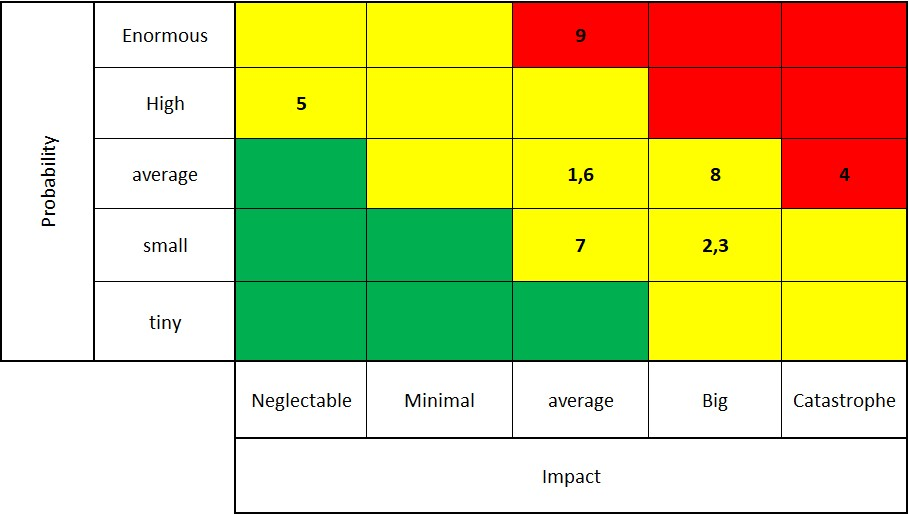 Probability
Enormous 9
High 5
average 1,6 8 4
small 7 2,3
tiny
Neglectable Minimal average Big Catastrophe
Impact